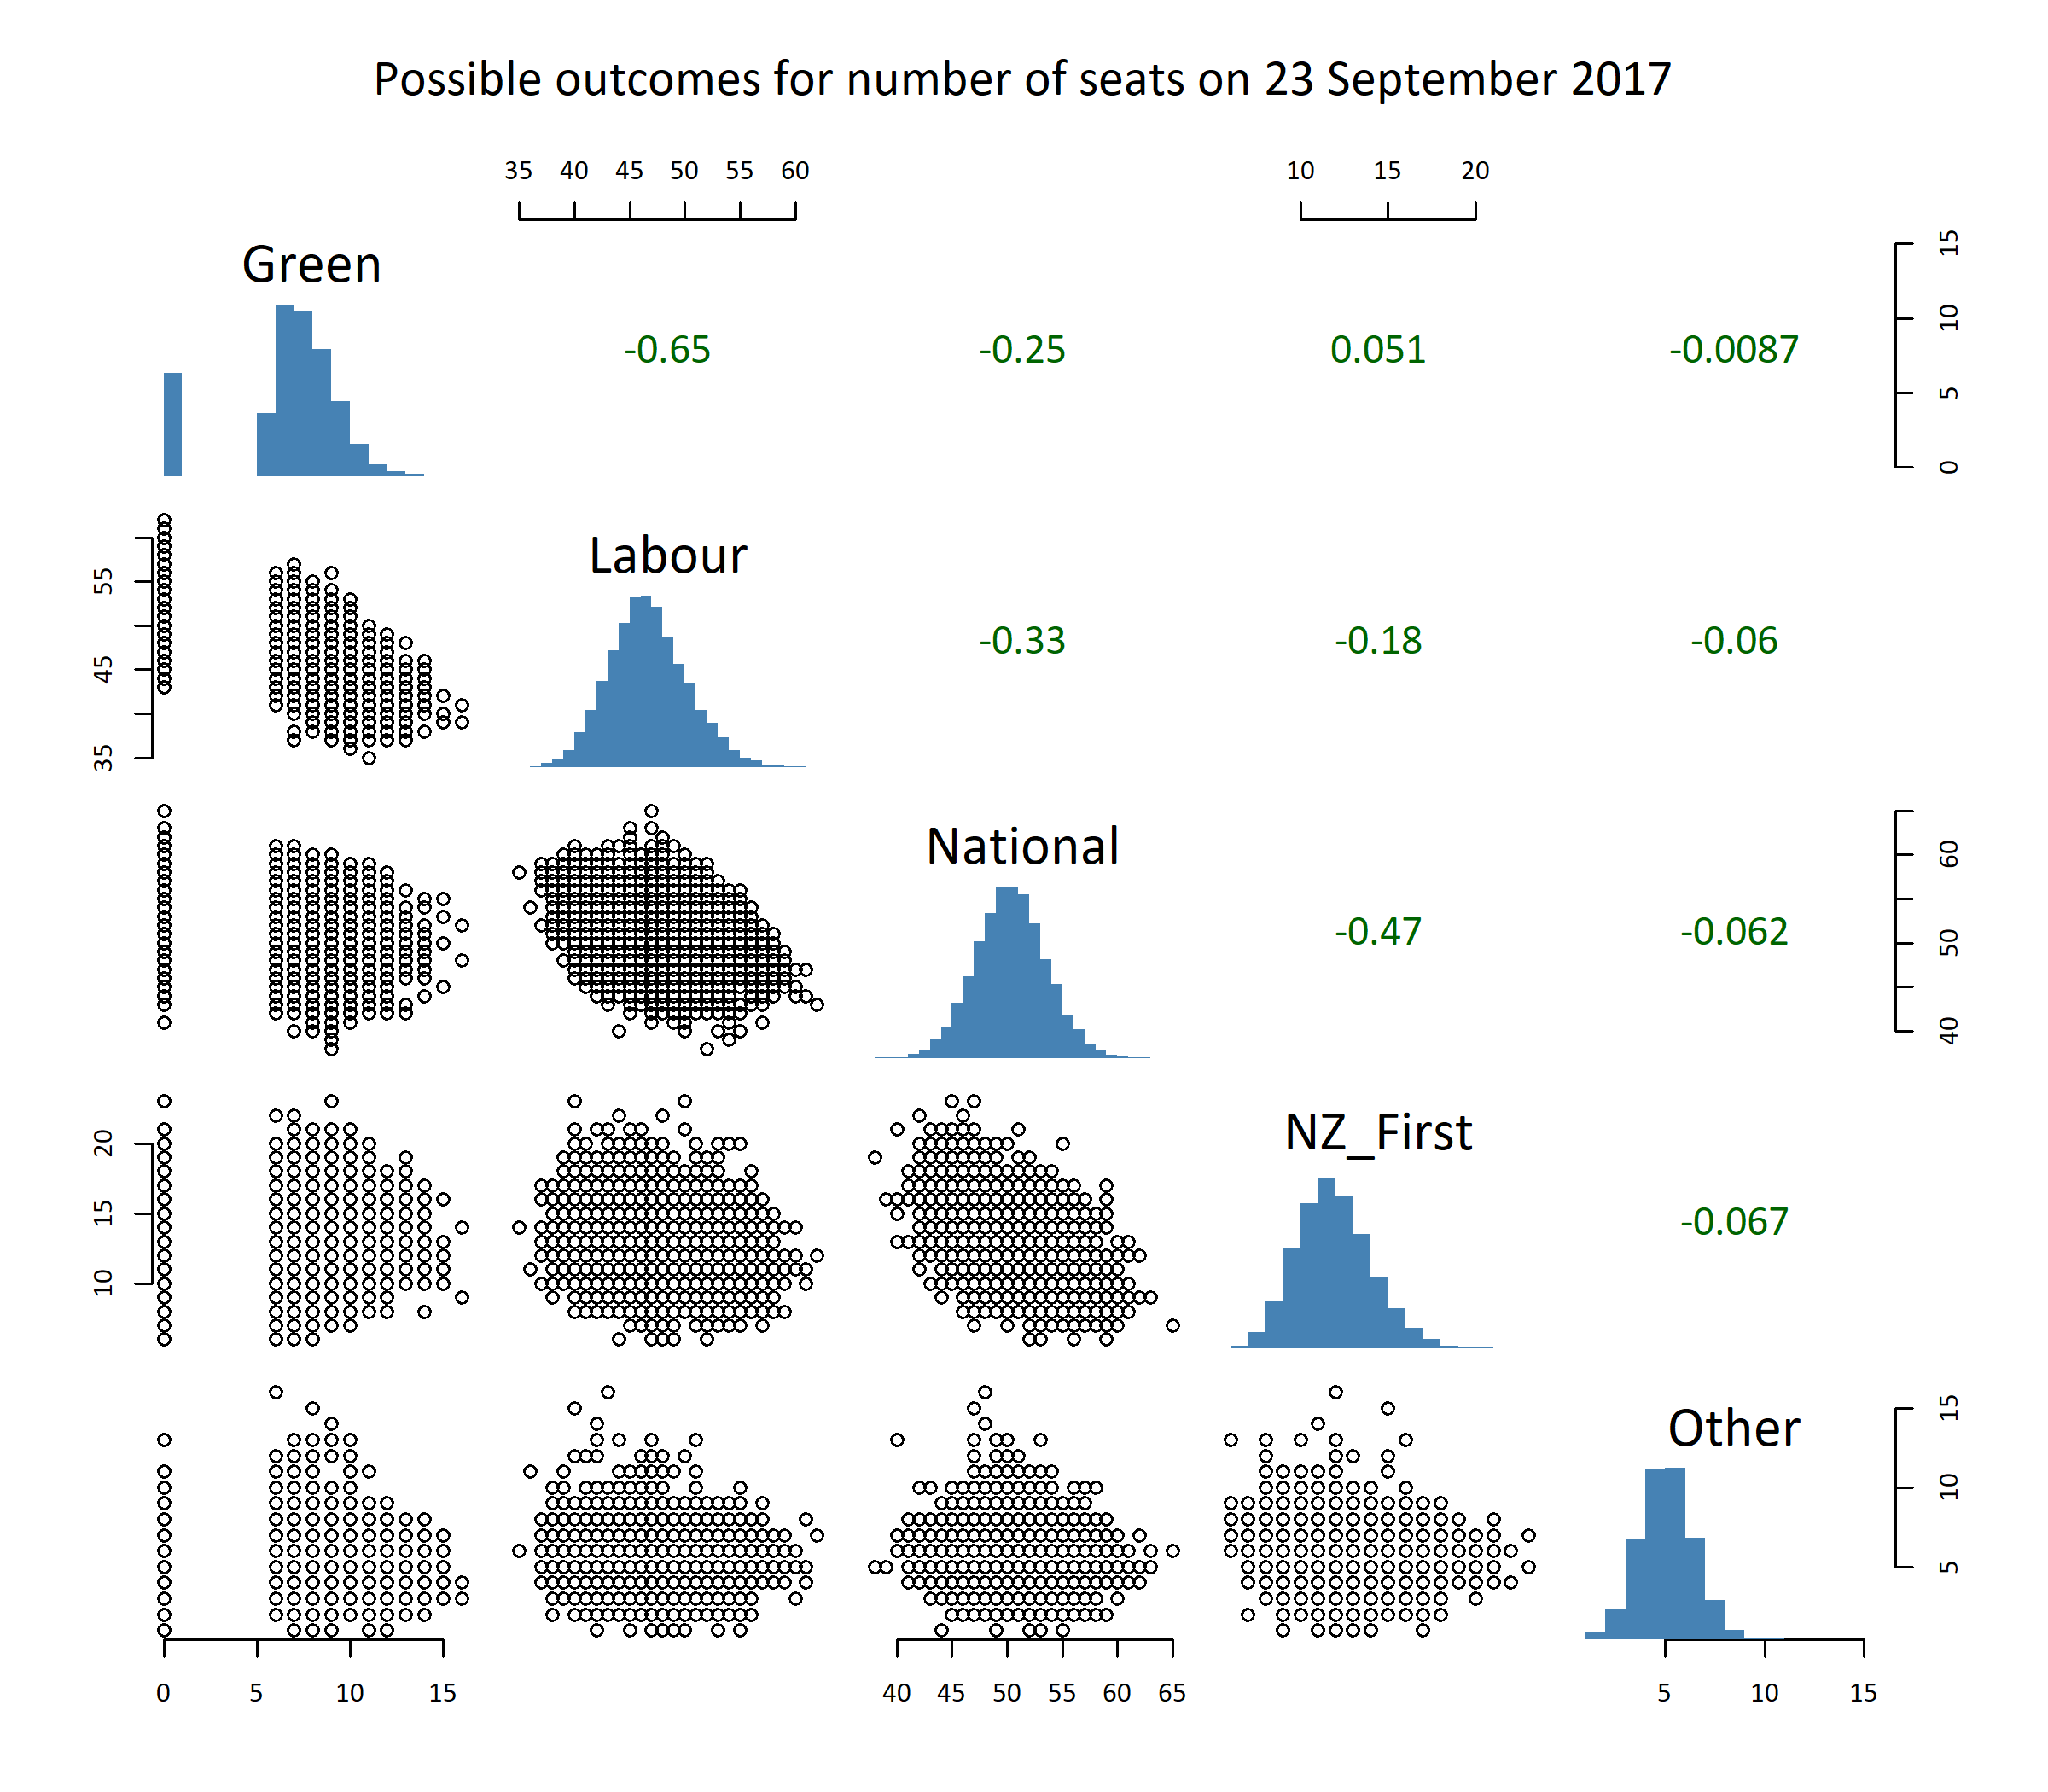 Possible outcomes for number of seats on 23 September 2017
35 40 45 50 55 60
10 15 20
Green
-0.65 -0.25 0.051 -0.0087
0 5 10 15
Labour
35 45 55
-0.33 -0.18 -0.06
National
-0.47 -0.062
40 50 60
NZ_First
10 15 20
-0.067
Other
5 10 15
0 5 10 15
40 45 50 55 60 65
5 10 15